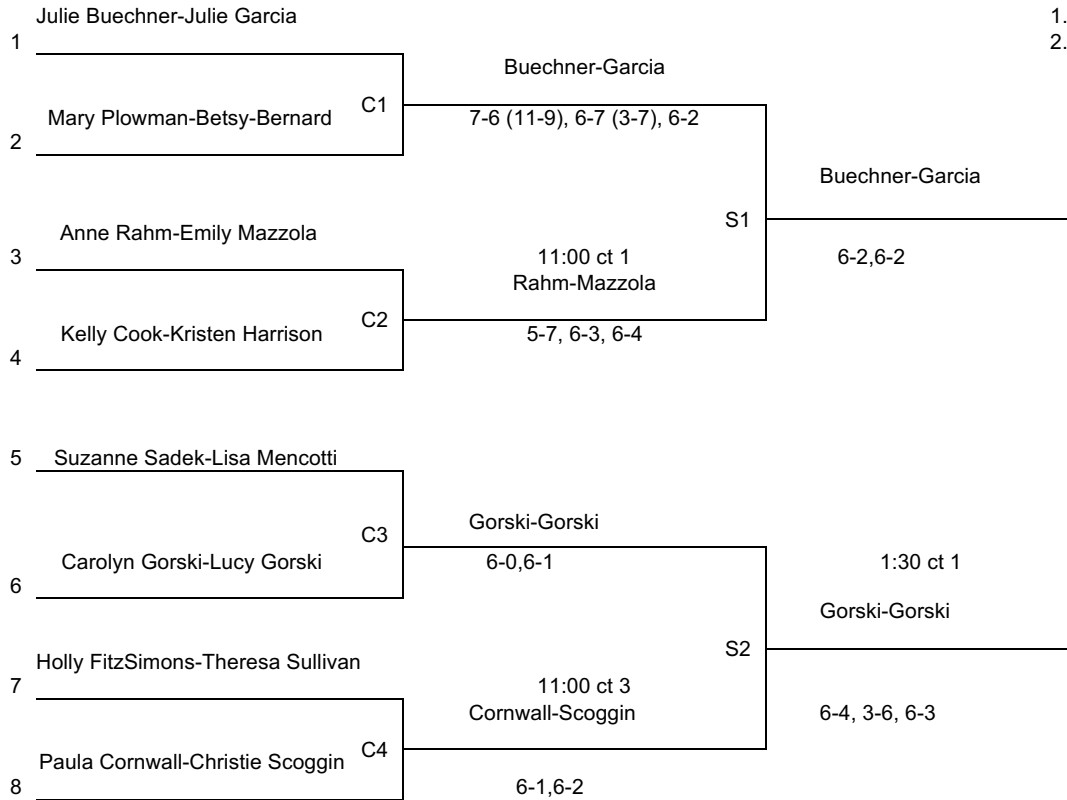 Julie Buechner-Julie Garcia
1.
1
2.
Buechner-Garcia
C1
Mary Plowman-Betsy-Bernard
7-6 (11-9), 6-7 (3-7), 6-2
2
Buechner-Garcia
S1
Anne Rahm-Emily Mazzola
3
11:00 ct 1
6-2,6-2
Rahm-Mazzola
C2
Kelly Cook-Kristen Harrison
5-7, 6-3, 6-4
4
5 Suzanne Sadek-Lisa Mencotti
Gorski-Gorski
C3
Carolyn Gorski-Lucy Gorski
6-0,6-1
1:30 ct 1
6
Gorski-Gorski
S2
Holly FitzSimons-Theresa Sullivan
7
11:00 ct 3
Cornwall-Scoggin
6-4, 3-6, 6-3
C4
Paula Cornwall-Christie Scoggin
8
6-1,6-2